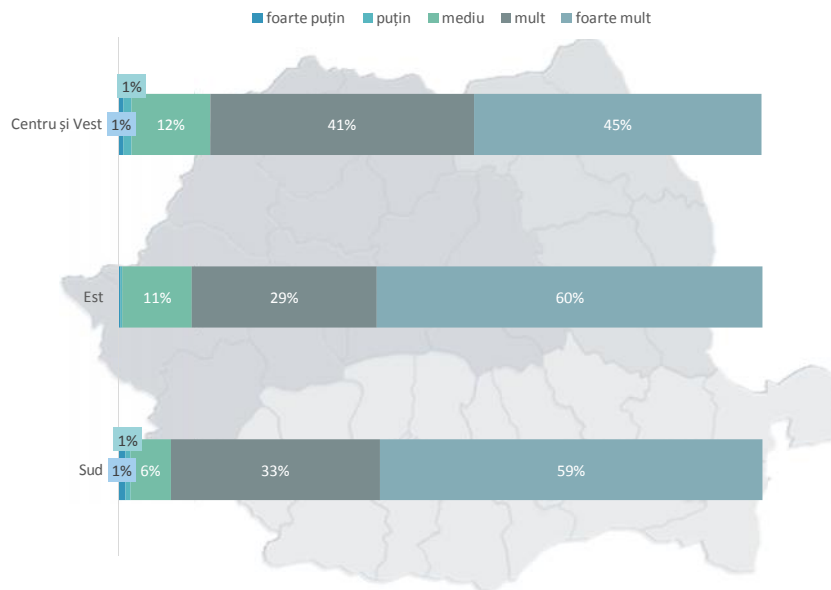 foarte puțin puțin mediu mult foarte mult
1%
Centru și Vest 1% 12% 41% 45%
Est 11% 29% 60%
1%
Sud 1% 6% 33% 59%